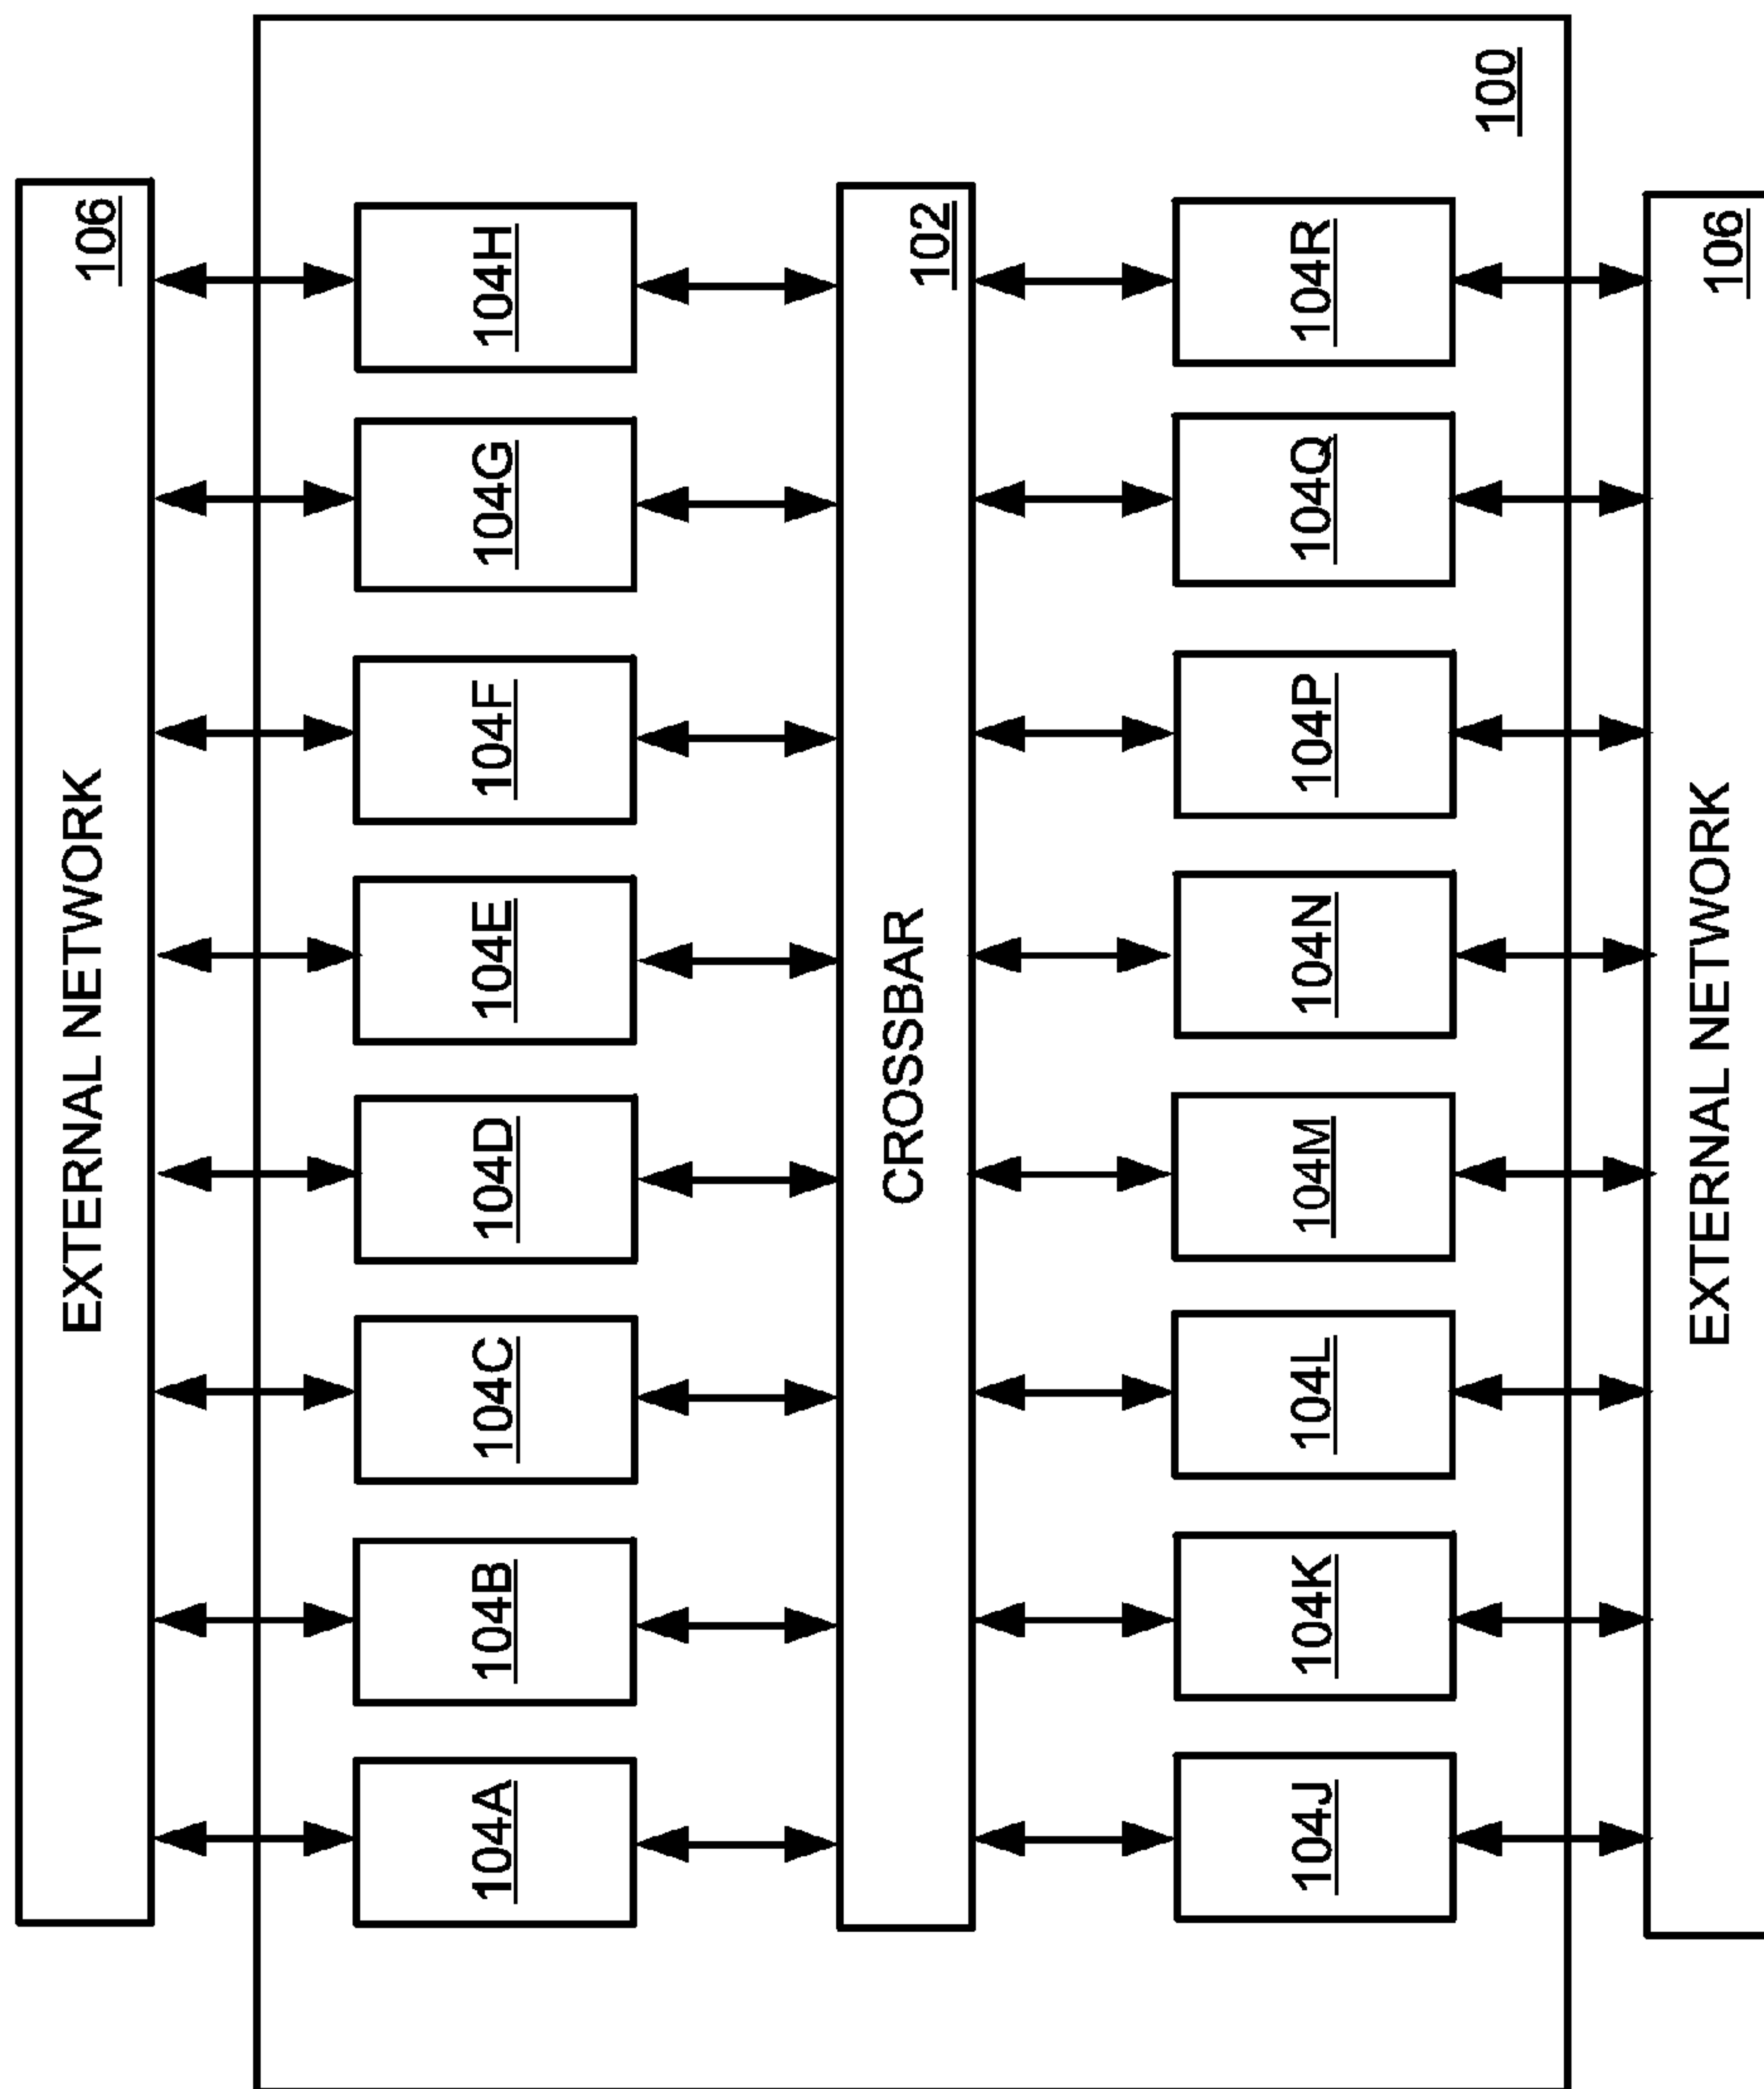 EXTERNAL NETWORK
106
104A
104B
104C
104D
104E
104F
104G
104H
CROSSBAR
102
104J
104K
104L
104M
104N
104P
104Q
104R
100
EXTERNAL NETWORK
106